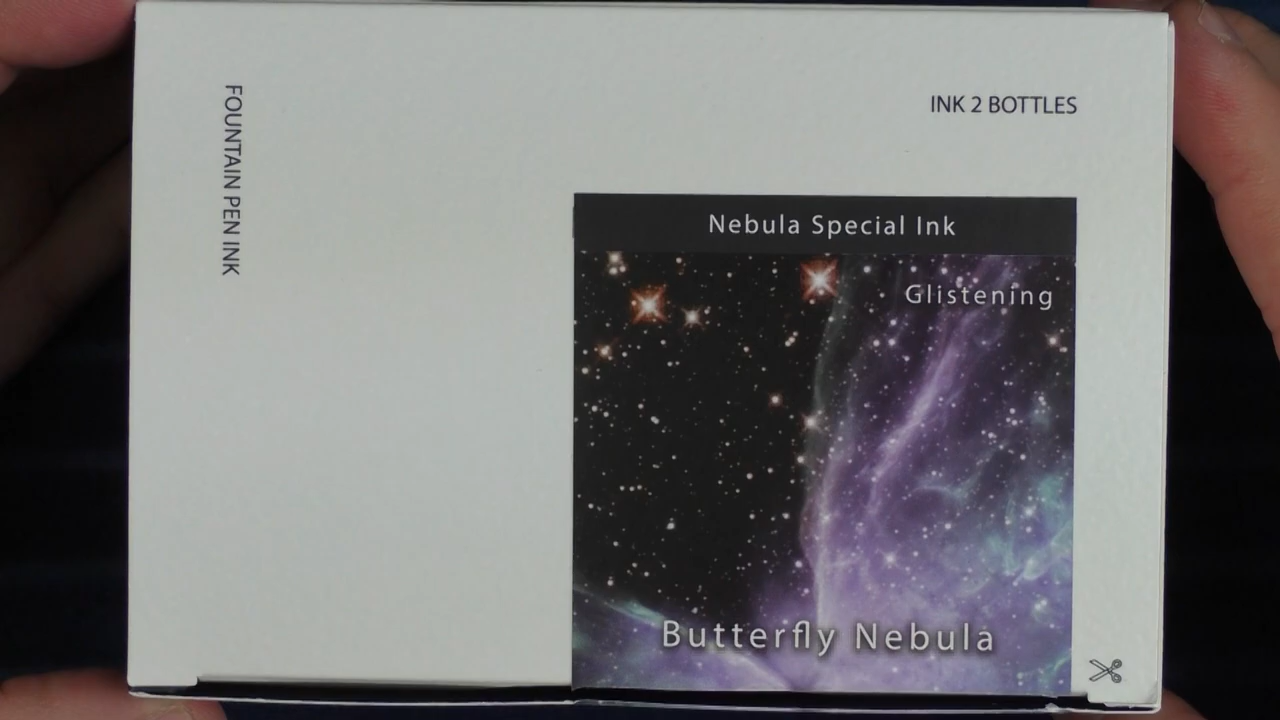 FOUNTAIN PEN INK
INK 2 BOTTLES
Nebula Special Ink
Glistening
Butterfly Nebula